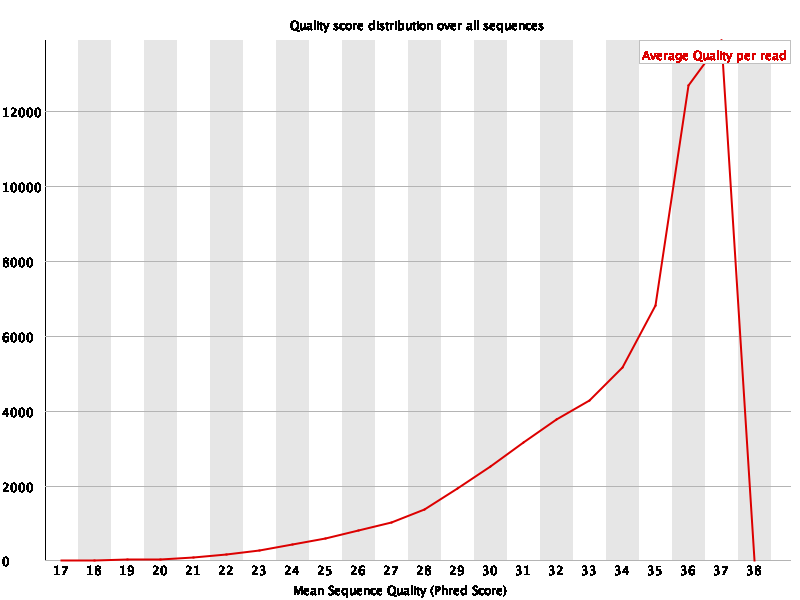 Quality score distribution over all sequences
Average Quality per read
12000
10000
8000
6000
4000
2000
0
17 18 19 20 21 22 23 24 25 26 27 28 29 30 31 32 33 34 35 36 37 38
Mean Sequence Quality (Phred Score)